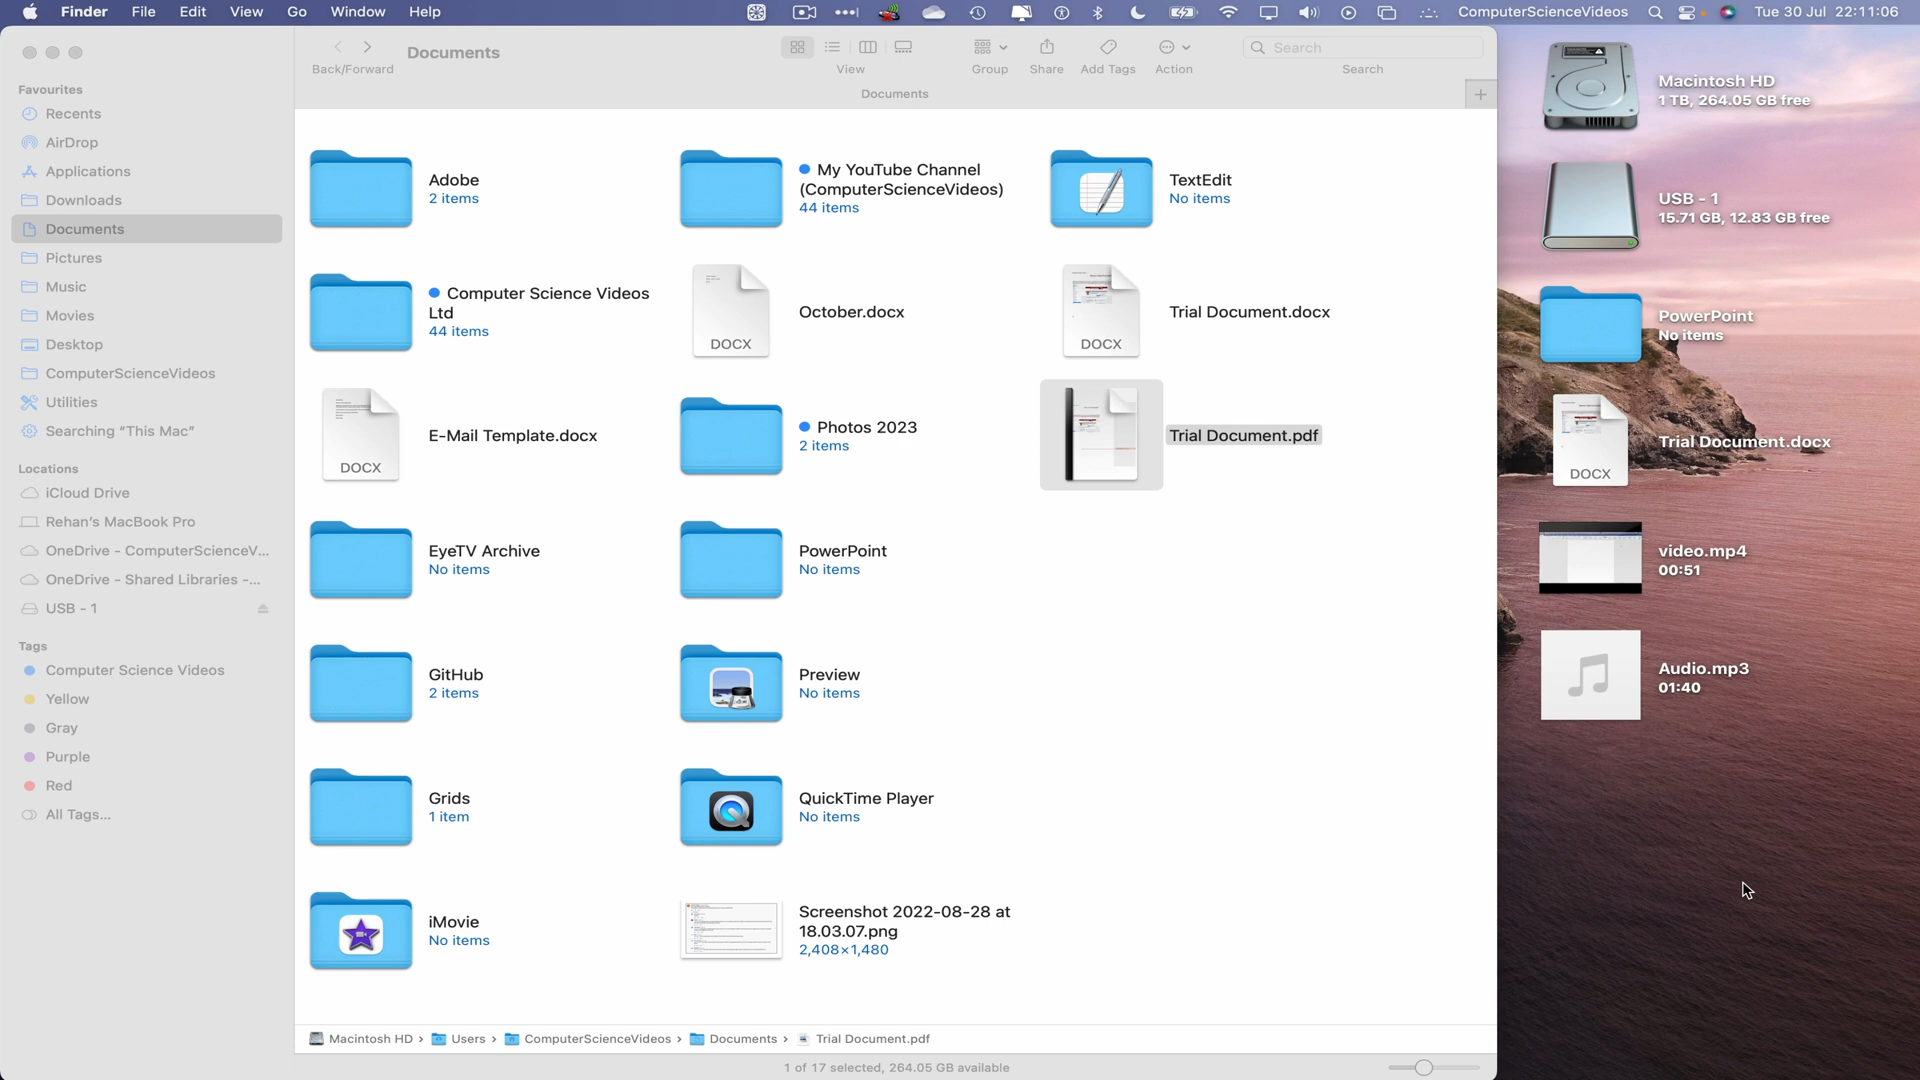 Finder File Edit View Go Window Help
ComputerScienceVideos Tue 30 Jul 22:11:06
Documents
Back/Forward View Group Share Add Tags Action Search
Search
Documents
Favourites
Recents
AirDrop
Applications
Downloads
Documents
Pictures
Music
Movies
Desktop
ComputerScienceVideos
Utilities
Searching “This Mac”
Locations
iCloud Drive
Rehan’s MacBook Pro
OneDrive - ComputerScienceV...
OneDrive - Shared Libraries -...
USB - 1
Tags
Computer Science Videos
Yellow
Gray
Purple
Red
All Tags...
Adobe
2 items
My YouTube Channel
(ComputerScienceVideos)
44 items
TextEdit
No items
Computer Science Videos
Ltd
44 items
DOCX
October.docx
DOCX
Trial Document.docx
DOCX
E-Mail Template.docx
Photos 2023
2 items
Trial Document.pdf
EyeTV Archive
No items
PowerPoint
No items
GitHub
2 items
Preview
No items
Grids
1 item
QuickTime Player
No items
iMovie
No items
Screenshot 2022-08-28 at
18.03.07.png
2,408×1,480
Macintosh HD › Users › ComputerScienceVideos › Documents › Trial Document.pdf
1 of 17 selected, 264.05 GB available
Macintosh HD
1 TB, 264.05 GB free
USB - 1
15.71 GB, 12.83 GB free
PowerPoint
No items
DOCX
Trial Document.docx
video.mp4
00:51
Audio.mp3
01:40